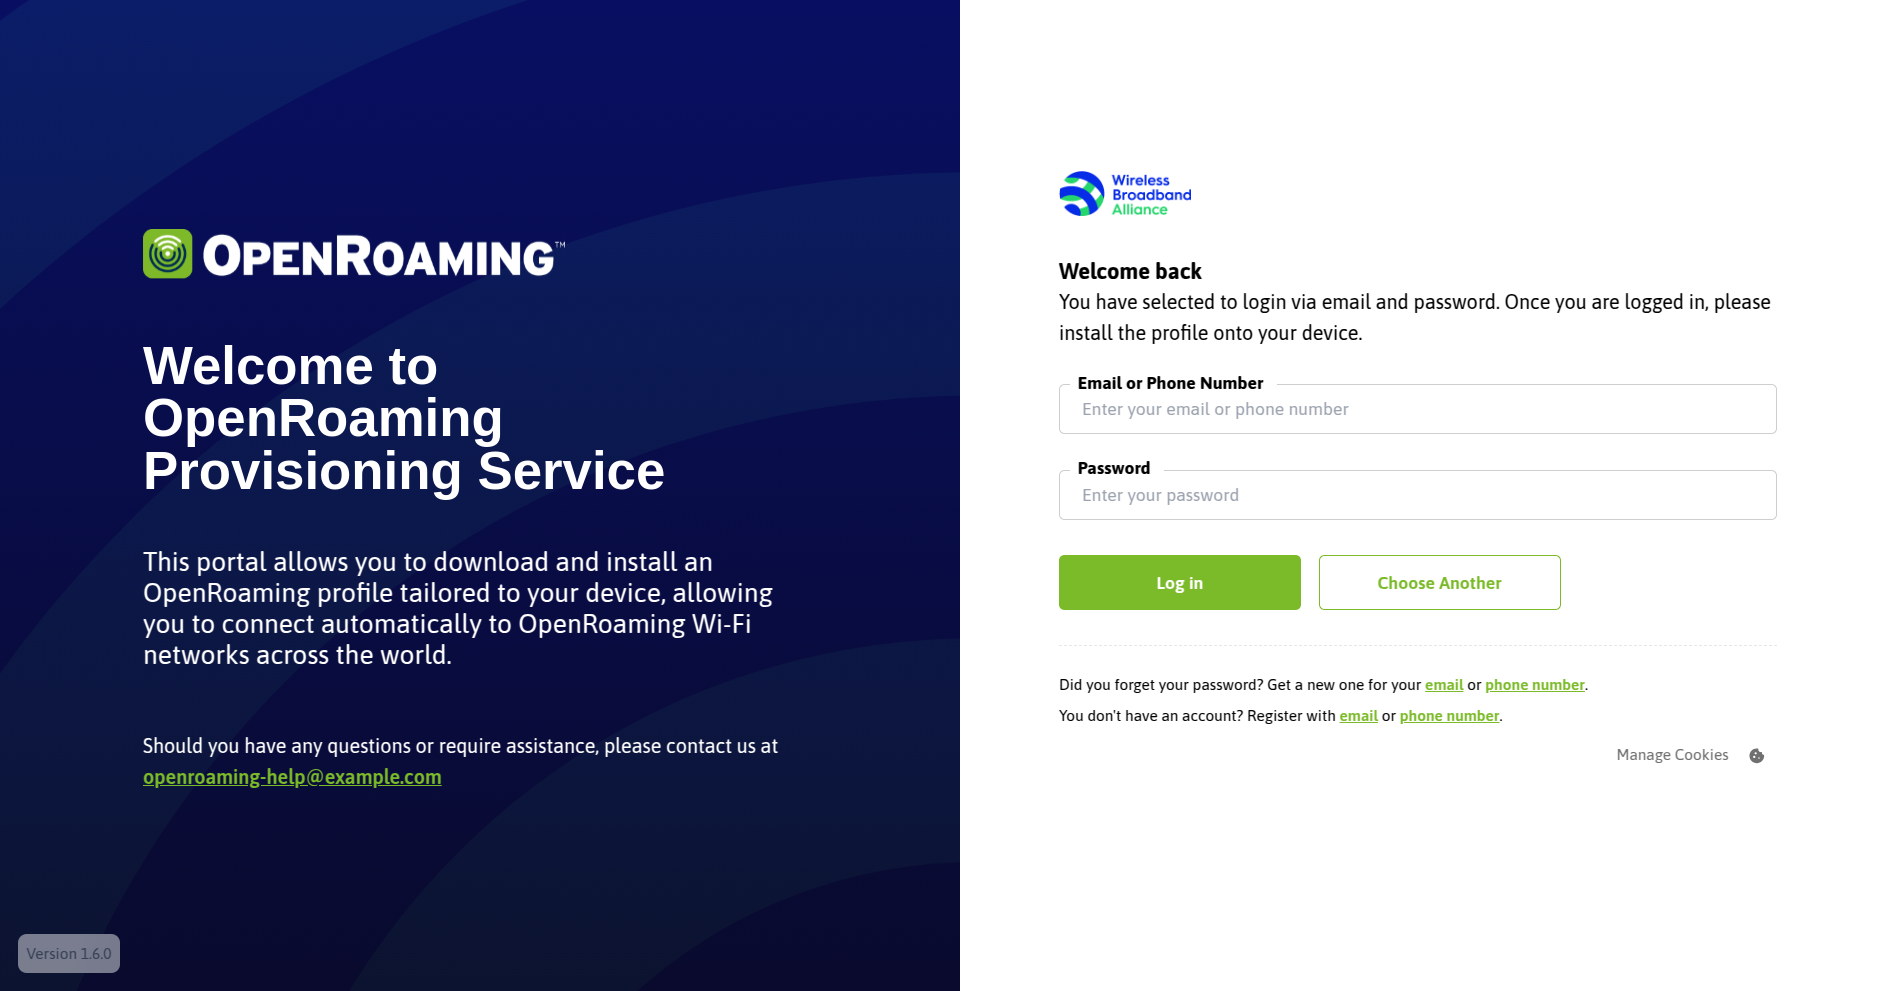 OPENROAMING™
Welcome to
OpenRoaming
Provisioning Service
This portal allows you to download and install an
OpenRoaming profile tailored to your device, allowing
you to connect automatically to OpenRoaming Wi-Fi
networks across the world.
Should you have any questions or require assistance, please contact us at
openroaming-help@example.com
Version 1.6.0
Wireless
Broadband
Alliance
Welcome back
You have selected to login via email and password. Once you are logged in, please
install the profile onto your device.
Email or Phone Number
Enter your email or phone number
Password
Enter your password
Log in
Choose Another
Did you forget your password? Get a new one for your email or phone number.
You don't have an account? Register with email or phone number.
Manage Cookies